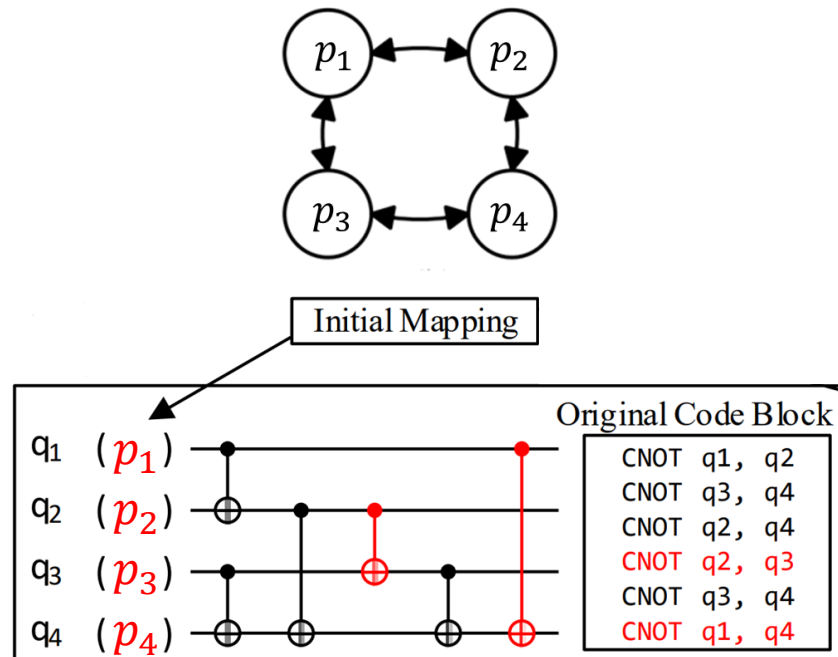 p₁ p₂
p₃ p₄
Initial Mapping
Original Code Block
q₁ (p₁)
q₂ (p₂)
q₃ (p₃)
q₄ (p₄)
CNOT q1, q2
CNOT q3, q4
CNOT q2, q4
CNOT q2, q3
CNOT q3, q4
CNOT q1, q4